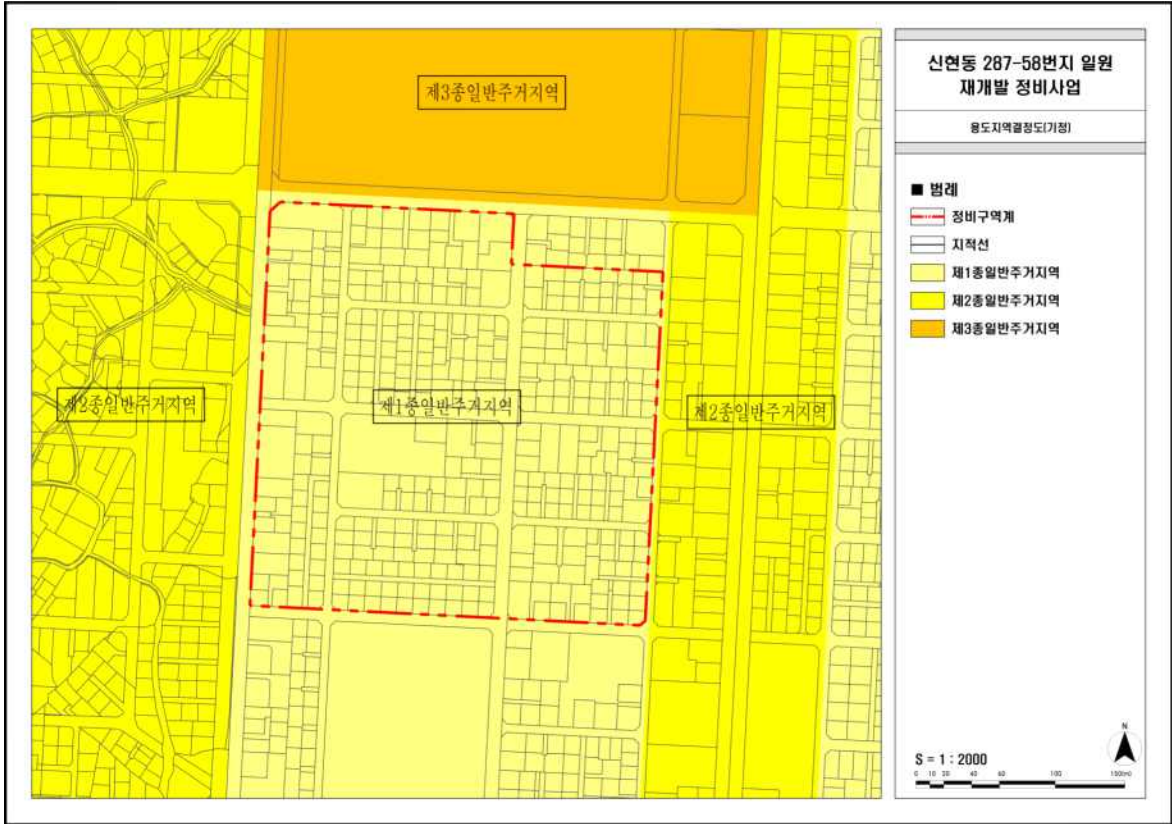 신현동 287-58번지 일원
재개발 정비사업
용도지역결정도(기정)
■ 범례
정비구역계
지적선
제1종일반주거지역
제2종일반주거지역
제3종일반주거지역
제3종일반주거지역
제2종일반주거지역
제1종일반주거지역
제2종일반주거지역
N
S = 1 : 2000
0 10 20 40 60 100 150(m)